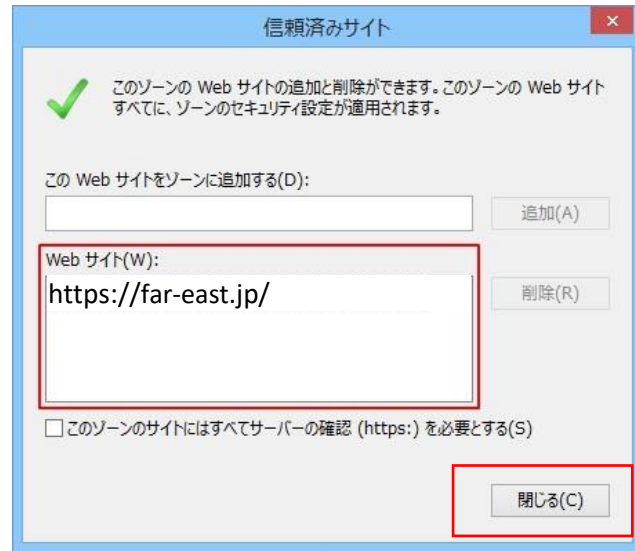 信頼済みサイト
このゾーンの Web サイトの追加と削除ができます。このゾーンの Web サイト
すべてに、ゾーンのセキュリティ設定が適用されます。
この Web サイトをゾーンに追加する(D):
追加(A)
Web サイト(W):
https://far-east.jp/
削除(R)
このゾーンのサイトにはすべてサーバーの確認 (https:) を必要とする(S)
閉じる(C)